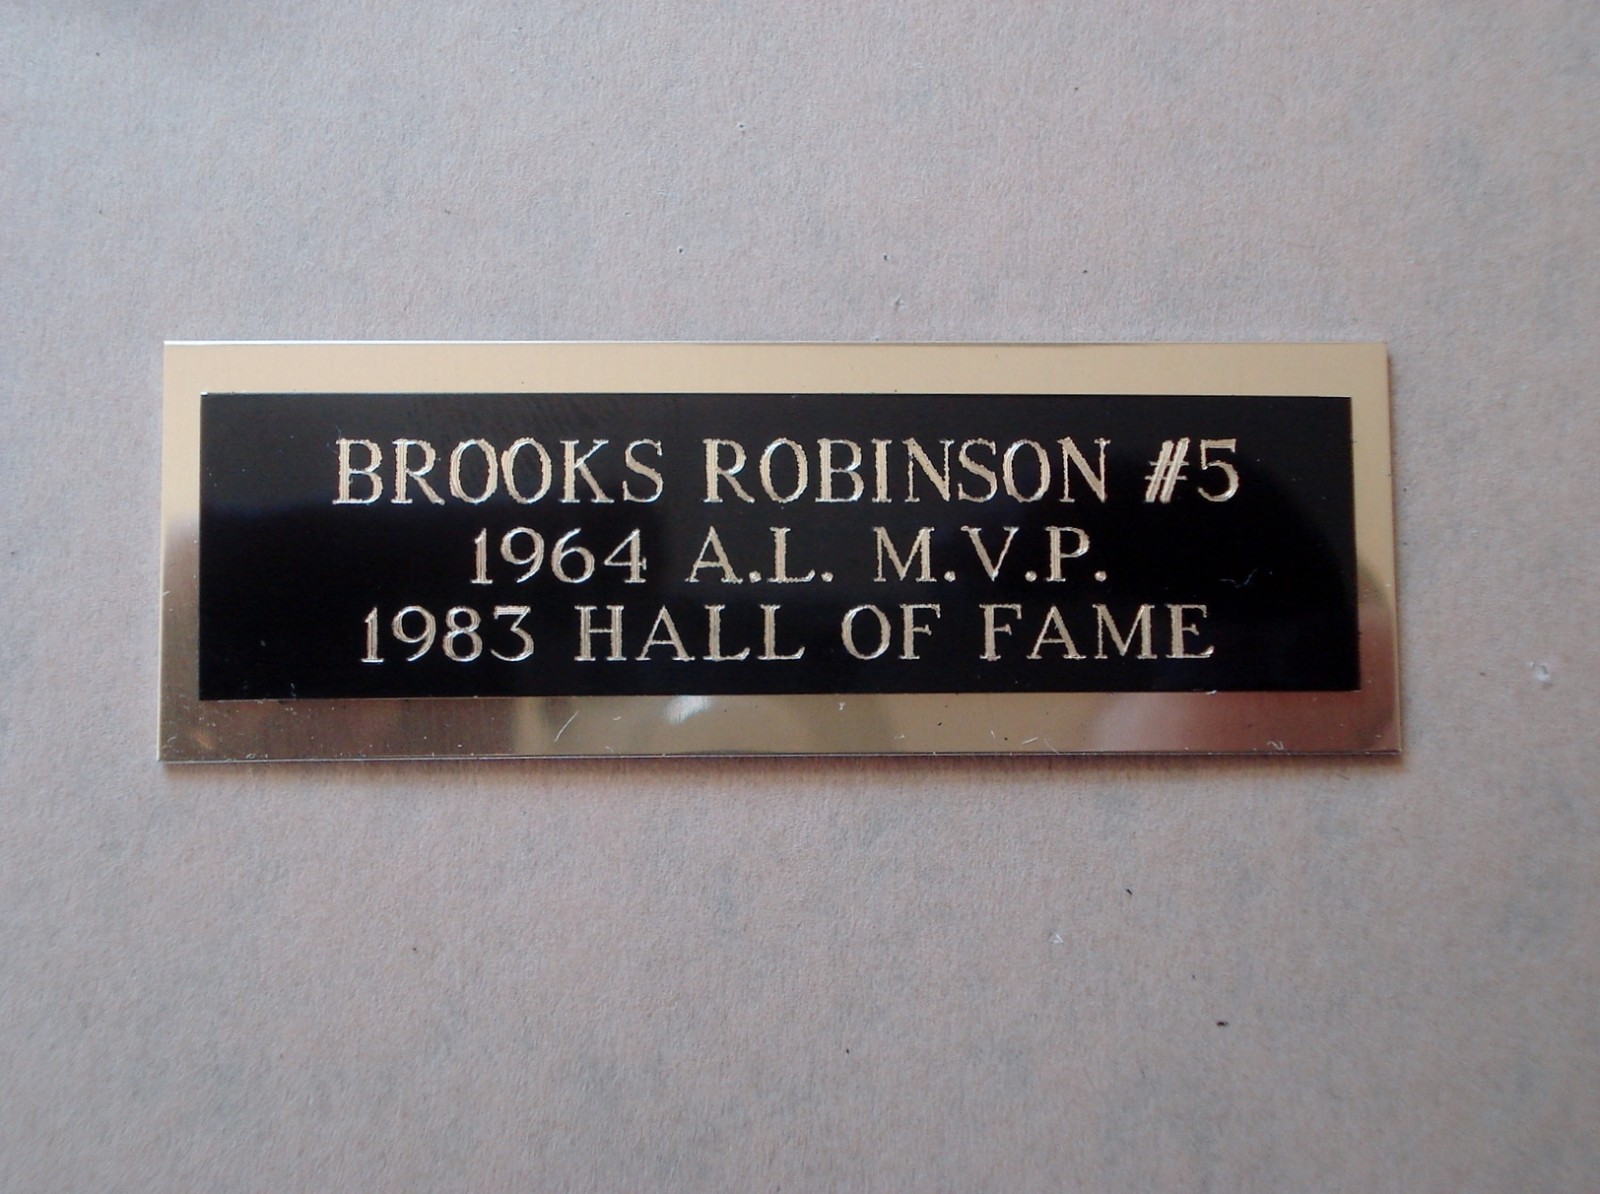 BROOKS ROBINSON #5
1964 A.L. M.V.P.
1983 HALL OF FAME